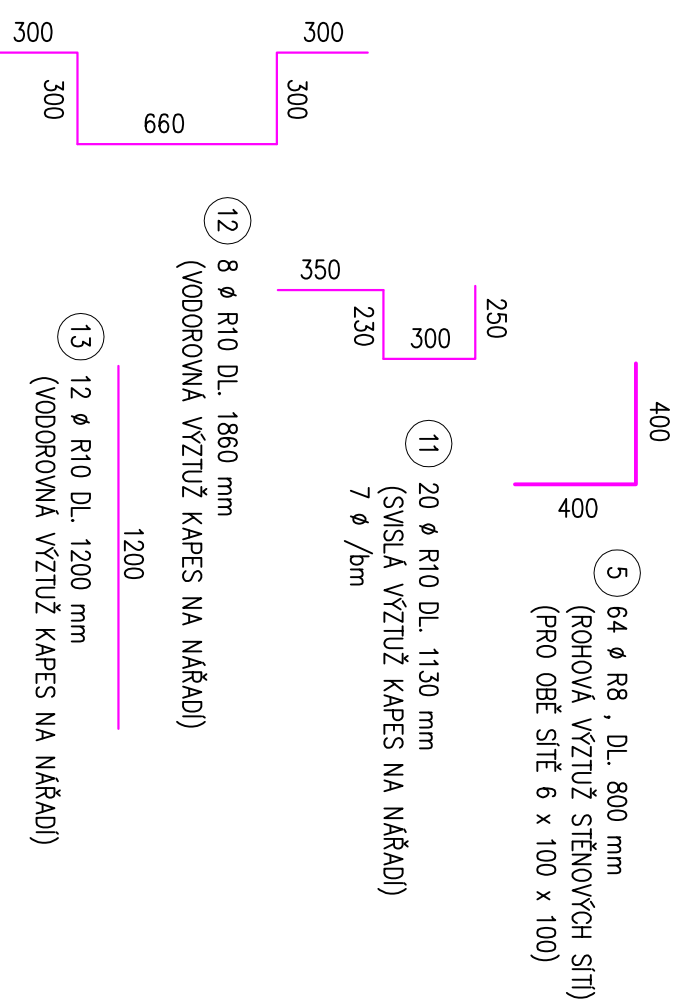 400
400
5
64 ø R8 , DL. 800 mm
(ROHOVÁ VÝZTUŽ STĚNOVÝCH SÍTÍ)
(PRO OBĚ SÍTĚ 6 x 100 x 100)
350
230
300
250
11
20 ø R10 DL. 1130 mm
(SVISLÁ VÝZTUŽ KAPES NA NÁŘADÍ)
7 ø /bm
300
300
660
300
300
12
8 ø R10 DL. 1860 mm
(VODOROVNÁ VÝZTUŽ KAPES NA NÁŘADÍ)
1200
13
12 ø R10 DL. 1200 mm
(VODOROVNÁ VÝZTUŽ KAPES NA NÁŘADÍ)